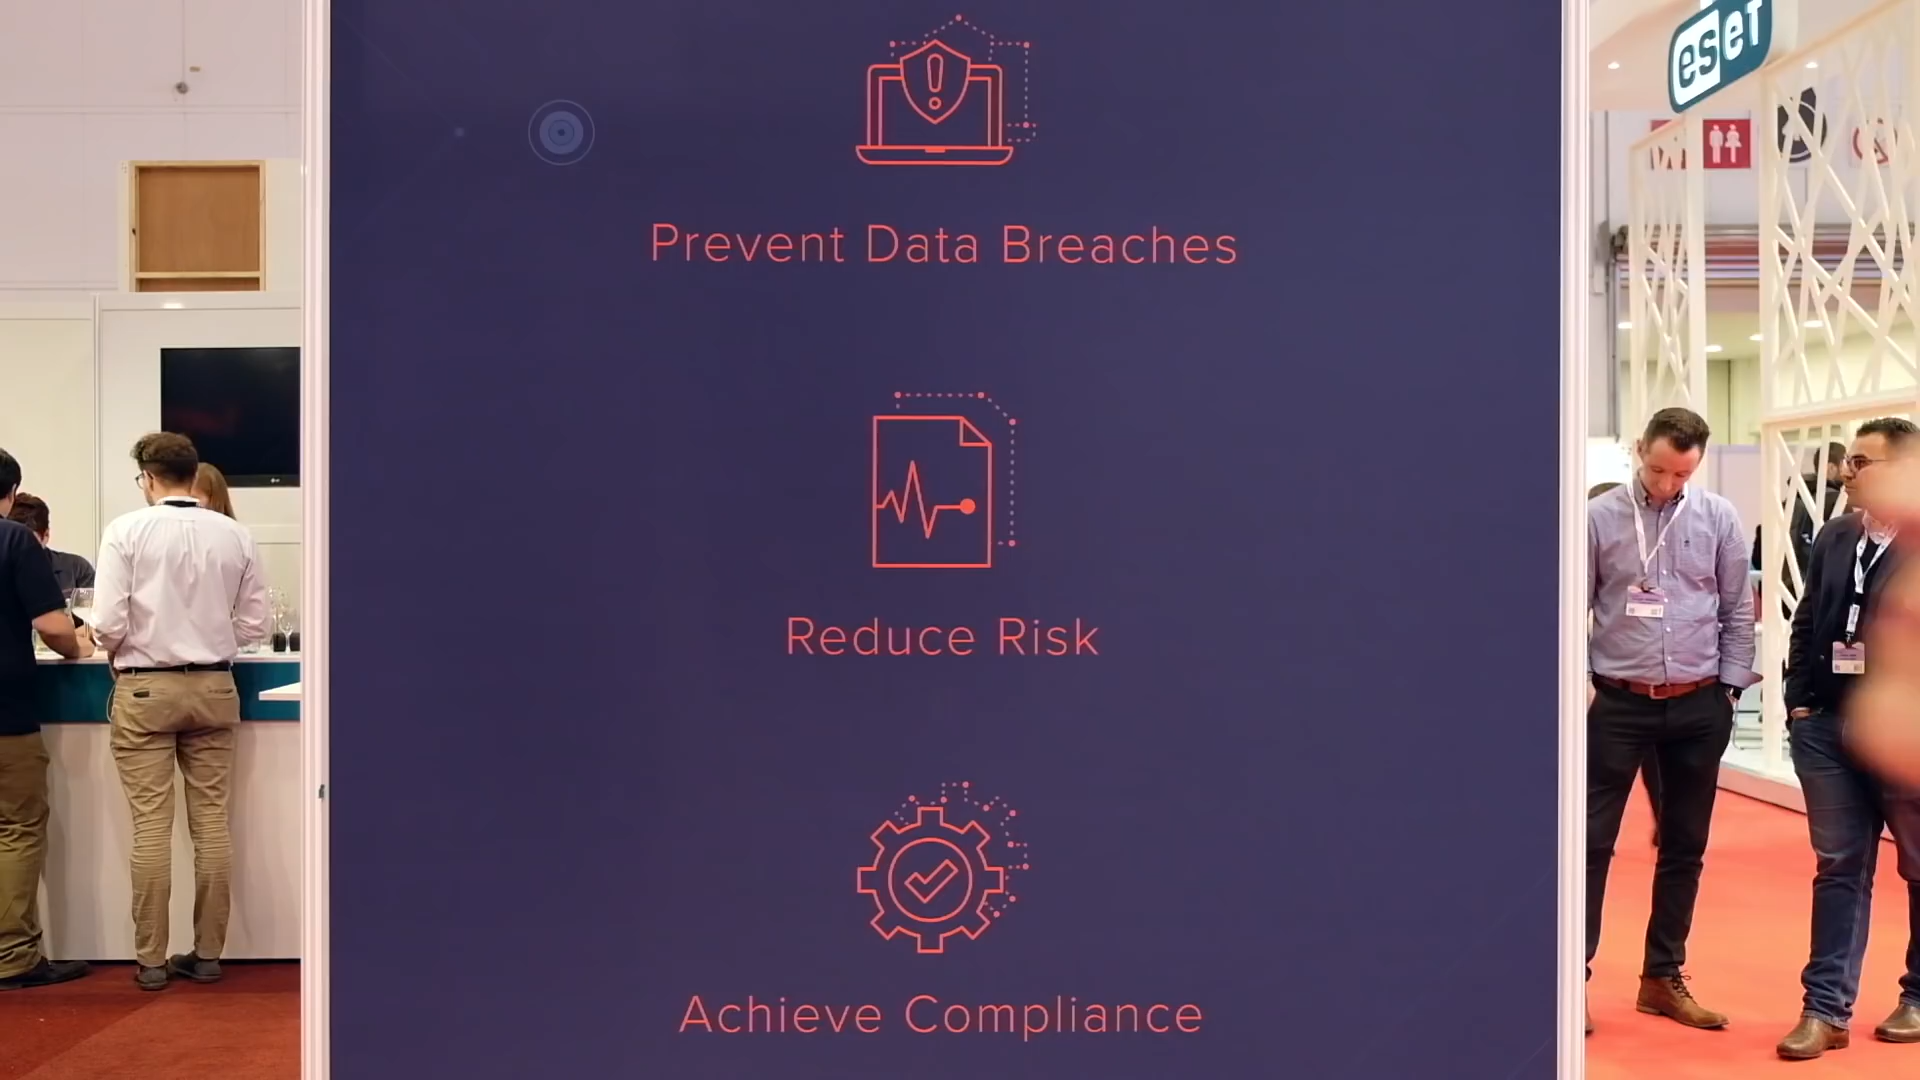 eset
Prevent Data Breaches
Reduce Risk
Achieve Compliance